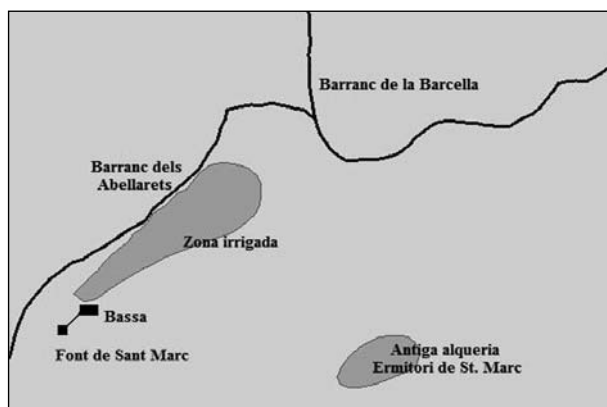 Barranc de la Barcella
Barranc dels
Abellarets
Zona irrigada
Bassa
Font de Sant Marc
Antiga alqueria
Ermitori de St. Marc